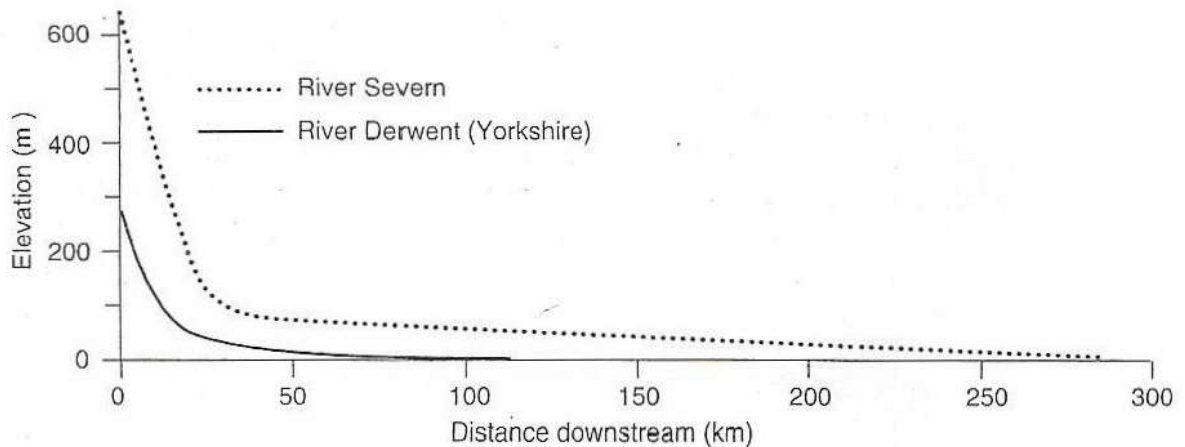 600
400
200
0
Elevation (m )
River Severn
River Derwent (Yorkshire)
0 50 100 150 200 250 300
Distance downstream (km)